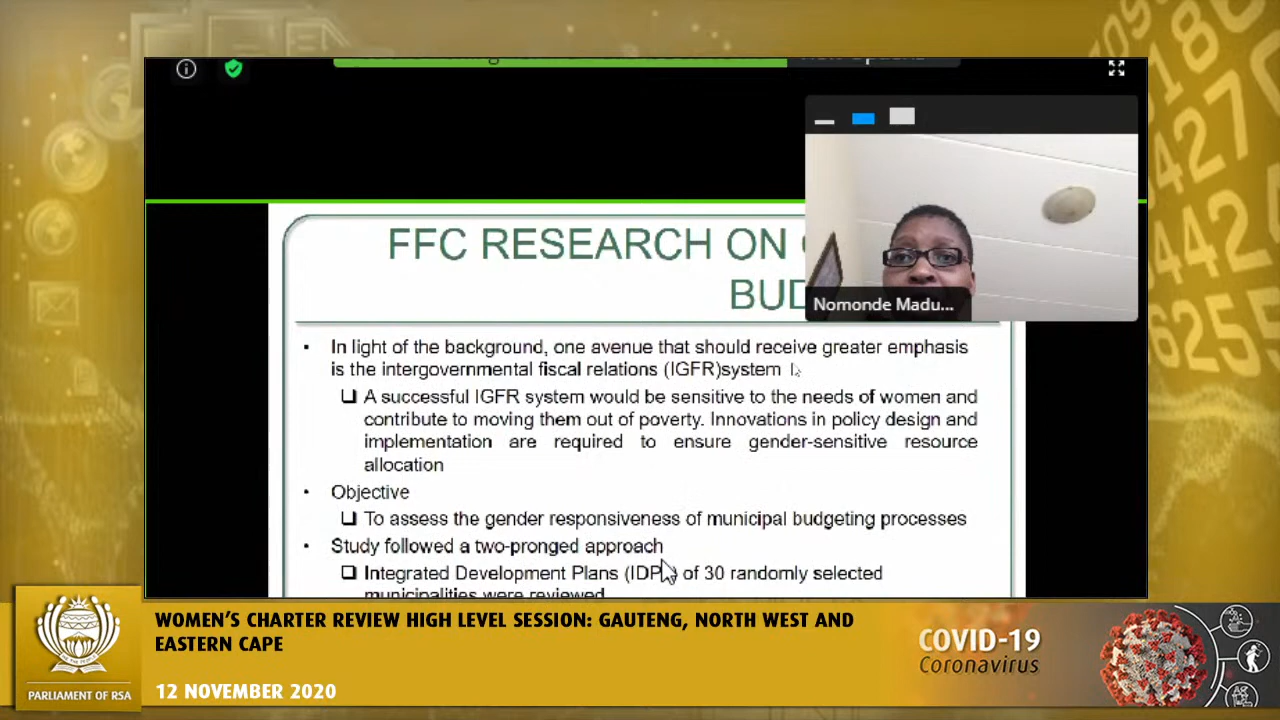 FFC RESEARCH ON
BUD
Nomonde Madu...
In light of the background, one avenue that should receive greater emphasis
is the intergovernmental fiscal relations (IGFR)system
A successful IGFR system would be sensitive to the needs of women and
contribute to moving them out of poverty. Innovations in policy design and
implementation are required to ensure gender-sensitive resource
allocation
Objective
To assess the gender responsiveness of municipal budgeting processes
Study followed a two-pronged approach
Integrated Development Plans (IDP) of 30 randomly selected
municipalities were reviewed
WOMEN'S CHARTER REVIEW HIGH LEVEL SESSION: GAUTENG, NORTH WEST AND
EASTERN CAPE
12 NOVEMBER 2020
PARLIAMENT OF RSA
COVID-19
Coronavirus